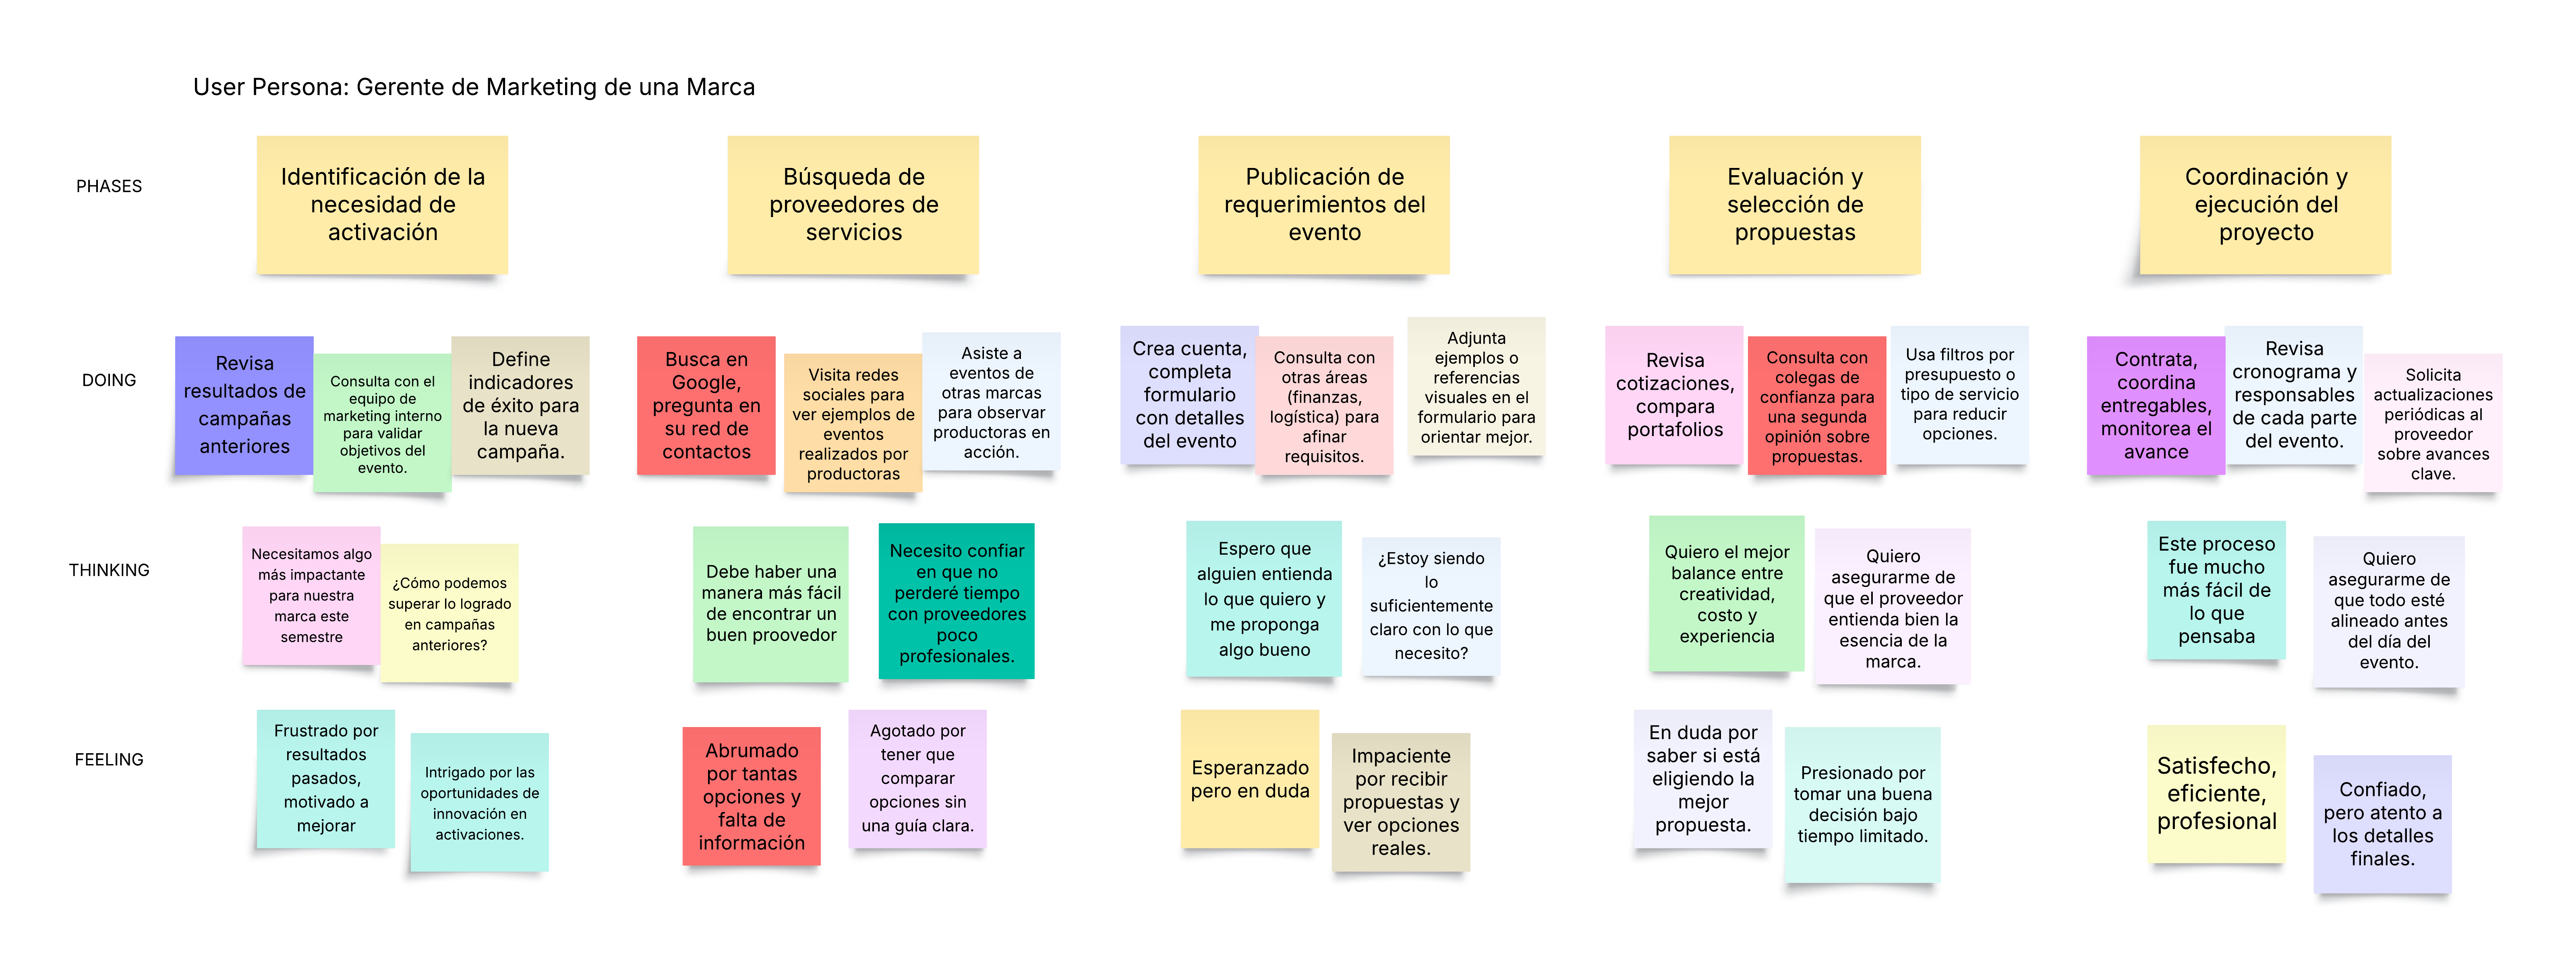 User Persona: Gerente de Marketing de una Marca
PHASES
Identificación de la
necesidad de
activación
Búsqueda de
proveedores de
servicios
Publicación de
requerimientos del
evento
Evaluación y
selección de
propuestas
Coordinación y
ejecución del
proyecto
DOING
Revisa
resultados de
campañas
anteriores
Consulta con el
equipo de
marketing interno
para validar
objetivos del
evento.
Define
indicadores
de éxito para
la nueva
campaña.
Busca en
Google,
pregunta en
su red de
contactos
Visita redes
sociales para
ver ejemplos de
eventos
realizados por
productoras
Asiste a
eventos de
otras marcas
para observar
productoras en
acción.
Crea cuenta,
completa
formulario
con detalles
del evento
Consulta con
otras áreas
(finanzas,
logística) para
afinar
requisitos.
Adjunta
ejemplos o
referencias
visuales en el
formulario para
orientar mejor.
Revisa
cotizaciones,
compara
portafolios
Consulta con
colegas de
confianza para
una segunda
opinión sobre
propuestas.
Usa filtros por
presupuesto o
tipo de servicio
para reducir
opciones.
Contrata,
coordina
entregables,
monitorea el
avance
Revisa
cronograma y
responsables
de cada parte
del evento.
Solicita
actualizaciones
periódicas al
proveedor
sobre avances
clave.
THINKING
Necesitamos algo
más impactante
para nuestra
marca este
semestre
¿Cómo podemos
superar lo logrado
en campañas
anteriores?
Debe haber una
manera más fácil
de encontrar un
buen proovedor
Necesito confiar
en que no
perderé tiempo
con proveedores
poco
profesionales.
Espero que
alguien entienda
lo que quiero y
me proponga
algo bueno
¿Estoy siendo
lo
suficientemente
claro con lo que
necesito?
Quiero el mejor
balance entre
creatividad,
costo y
experiencia
Quiero
asegurarme de
que el proveedor
entienda bien la
esencia de la
marca.
Este proceso
fue mucho
más fácil de
lo que
pensaba
Quiero
asegurarme de
que todo esté
alineado antes
del día del
evento.
FEELING
Frustrado por
resultados
pasados,
motivado a
mejorar
Intrigado por las
oportunidades de
innovación en
activaciones.
Abrumado
por tantas
opciones y
falta de
información
Agotado por
tener que
comparar
opciones sin
una guía clara.
Esperanzado
pero en duda
Impaciente
por recibir
propuestas y
ver opciones
reales.
En duda por
saber si está
eligiendo la
mejor
propuesta.
Presionado por
tomar una buena
decisión bajo
tiempo limitado.
Satisfecho,
eficiente,
profesional
Confiado,
pero atento a
los detalles
finales.